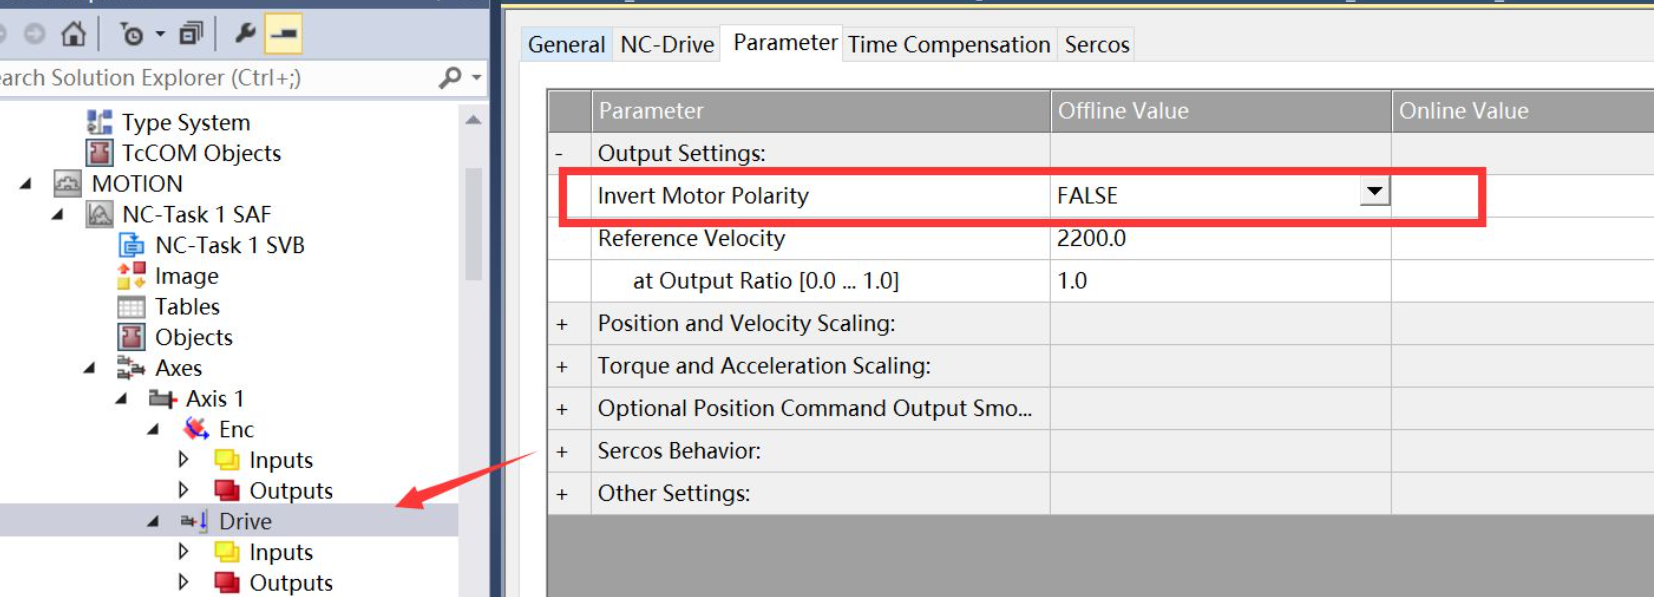 earch Solution Explorer (Ctrl+;)
Type System
TcCOM Objects
MOTION
NC-Task 1 SAF
NC-Task 1 SVB
Image
Tables
Objects
Axes
Axis 1
Enc
Inputs
Outputs
Drive
Inputs
Outputs
General NC-Drive Parameter Time Compensation Sercos
Parameter Offline Value Online Value
- Output Settings:
Invert Motor Polarity FALSE
Reference Velocity 2200.0
at Output Ratio [0.0 ... 1.0] 1.0
+ Position and Velocity Scaling:
+ Torque and Acceleration Scaling:
+ Optional Position Command Output Smo...
+ Sercos Behavior:
+ Other Settings: